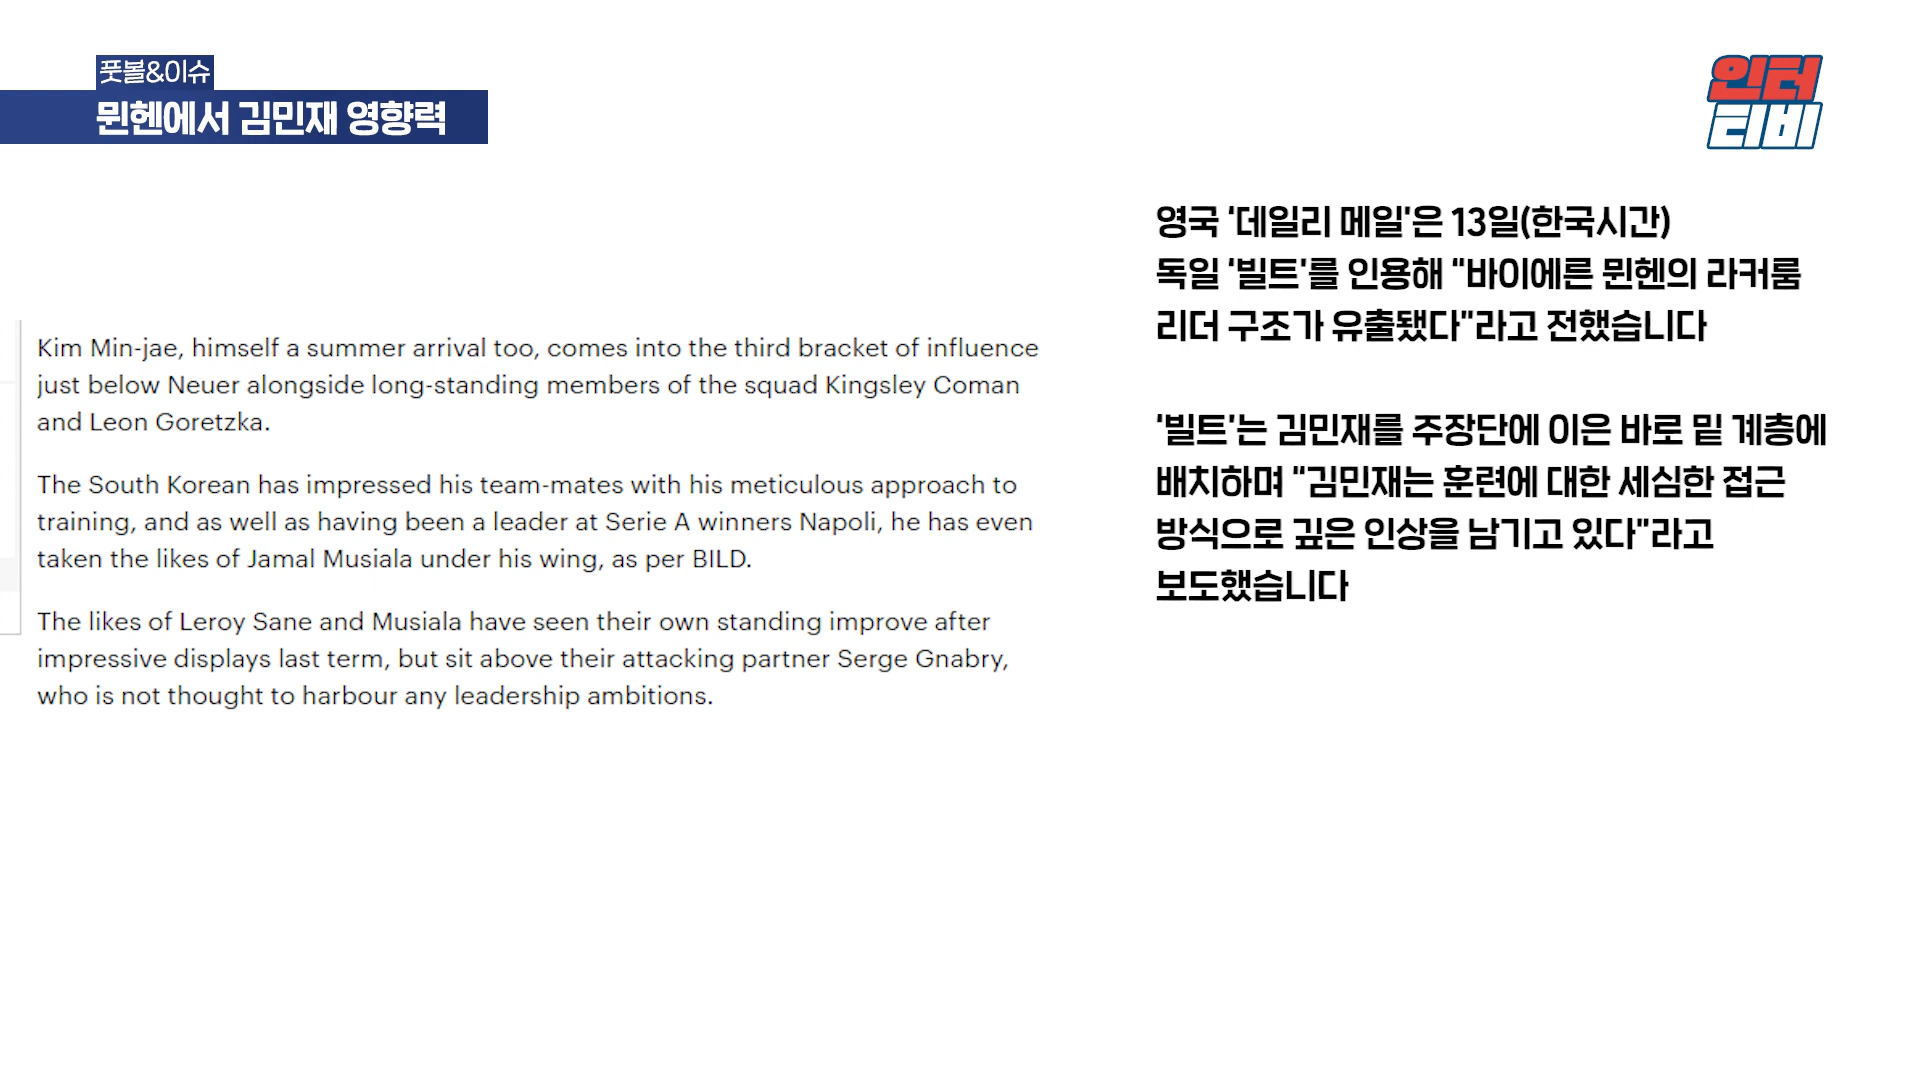 풋볼&이슈
뮌헨에서 김민재 영향력
인터
티비
Kim Min-jae, himself a summer arrival too, comes into the third bracket of influence
just below Neuer alongside long-standing members of the squad Kingsley Coman
and Leon Goretzka.
The South Korean has impressed his team-mates with his meticulous approach to
training, and as well as having been a leader at Serie A winners Napoli, he has even
taken the likes of Jamal Musiala under his wing, as per BILD.
The likes of Leroy Sane and Musiala have seen their own standing improve after
impressive displays last term, but sit above their attacking partner Serge Gnabry,
who is not thought to harbour any leadership ambitions.
영국 ‘데일리 메일’은 13일(한국시간)
독일 ‘빌트’를 인용해 “바이에른 뮌헨의 라커룸
리더 구조가 유출됐다”라고 전했습니다
‘빌트’는 김민재를 주장단에 이은 바로 밑 계층에
배치하며 “김민재는 훈련에 대한 세심한 접근
방식으로 깊은 인상을 남기고 있다”라고
보도했습니다